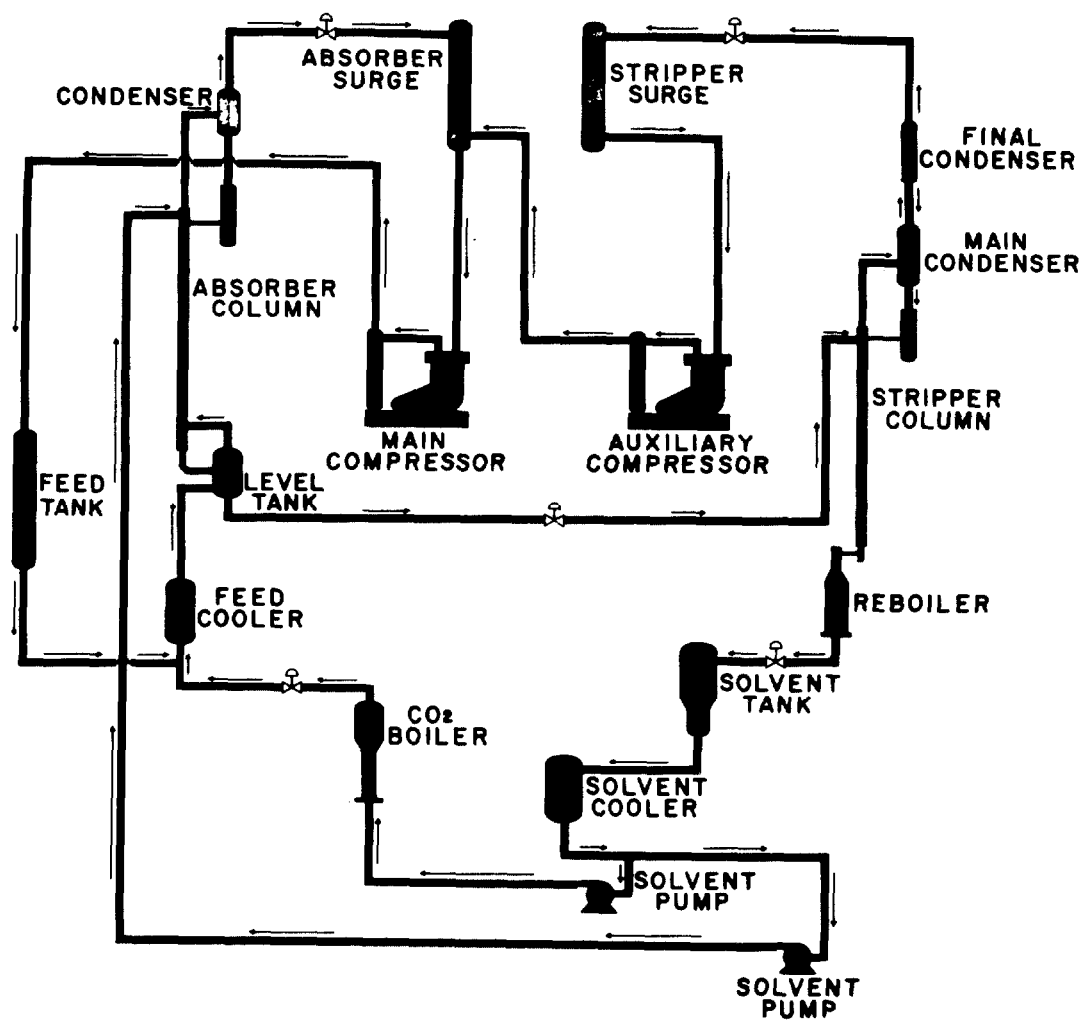 ABSORBER
SURGE
STRIPPER
SURGE
CONDENSER
FINAL
CONDENSER
MAIN
CONDENSER
ABSORBER
COLUMN
STRIPPER
COLUMN
MAIN
COMPRESSOR
AUXILIARY
COMPRESSOR
FEED
TANK
LEVEL
TANK
FEED
COOLER
REBOILER
SOLVENT
TANK
CO2
BOILER
SOLVENT
COOLER
SOLVENT
PUMP
SOLVENT
PUMP